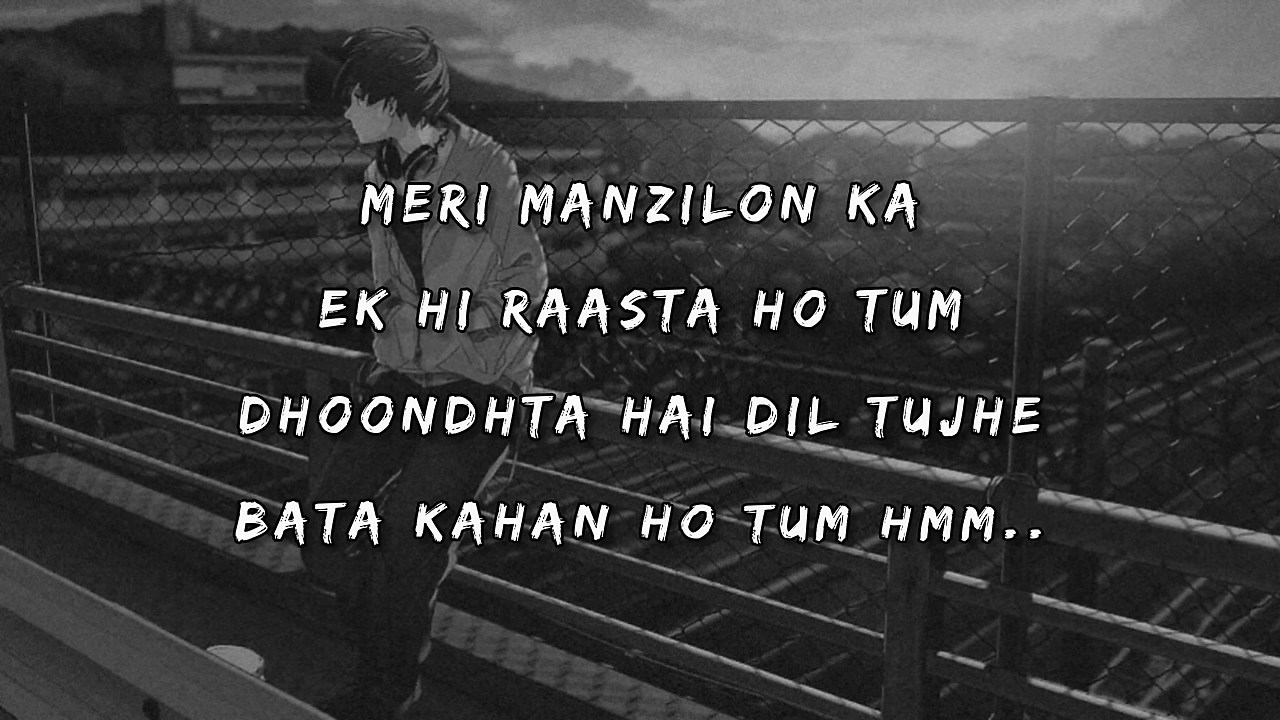 MERI MANZILON KA
EK HI RAASTA HO TUM
DHOONDHTA HAI DIL TUJHE
BATA KAHAN HO TUM HMM..